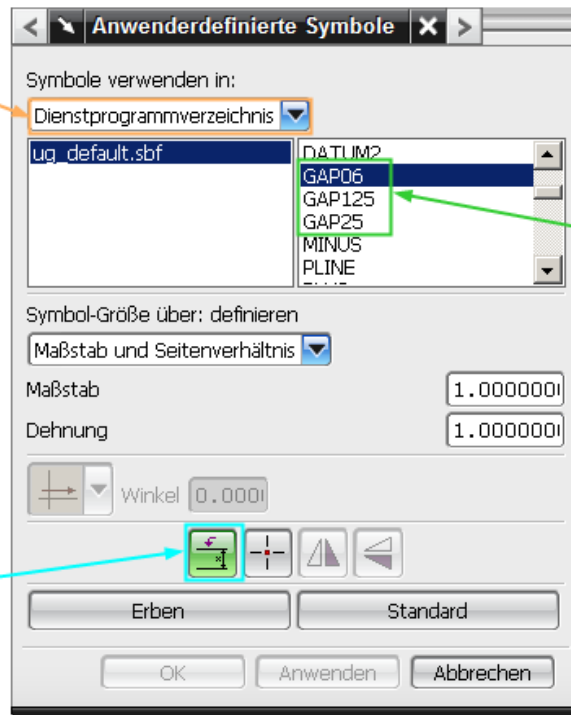 Anwenderdefinierte Symbole
Symbole verwenden in:
Dienstprogrammverzeichnis
ug_default.sbf
DATUM2
GAP06
GAP125
GAP25
MINUS
PLINE
Symbol-Größe über: definieren
Maßstab und Seitenverhältnis
Maßstab 1.000000
Dehnung 1.000000
Winkel 0.000
Erben Standard
OK Anwenden Abbrechen